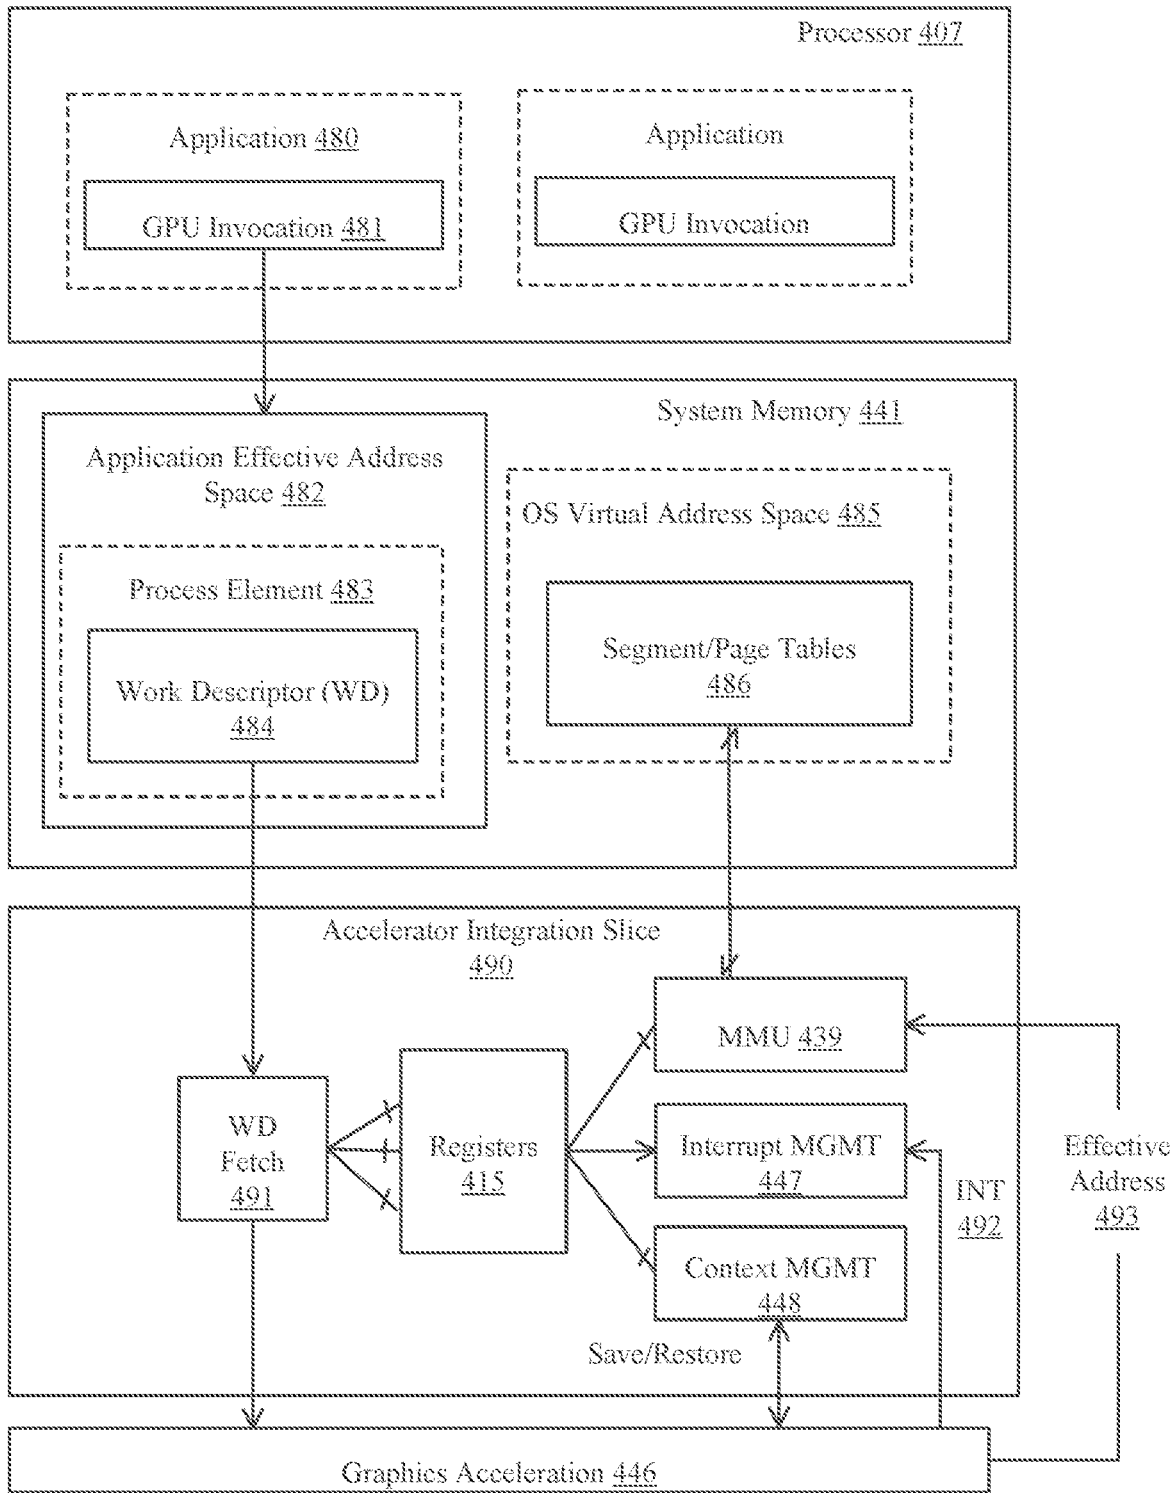 Processor 407
Application 480
GPU Invocation 481
Application
GPU Invocation
System Memory 441
Application Effective Address
Space 482
Process Element 483
Work Descriptor (WD)
484
OS Virtual Address Space 485
Segment/Page Tables
486
Accelerator Integration Slice
490
WD
Fetch
491
Registers
415
MMU 439
Interrupt MGMT
447
Context MGMT
448
Save/Restore
INT
492
Effective
Address
493
Graphics Acceleration 446